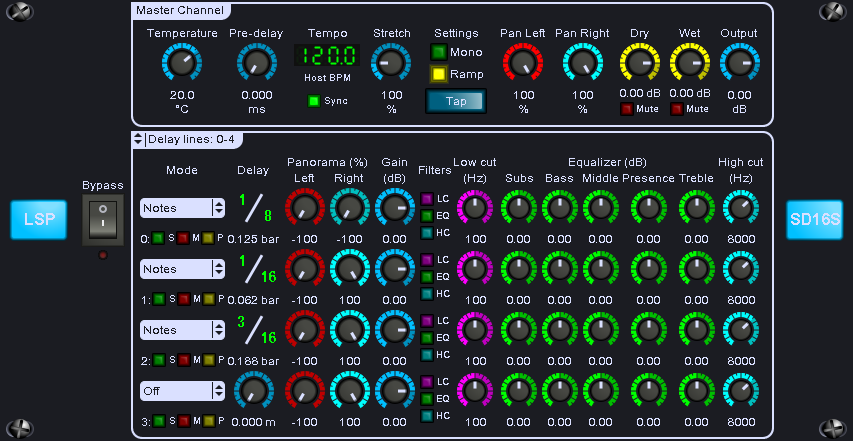 Master Channel
Temperature Pre-delay Tempo Stretch Settings Pan Left Pan Right Dry Wet Output
120.0 Mono
Host BPM Ramp
20.0 0.000 Sync 100 Tap 100 100 0.00 dB 0.00 dB 0.00
°C ms % % % Mute Mute dB
Delay lines: 0-4
Mode Delay Panorama (%) Gain Filters Low cut Equalizer (dB) High cut
Left Right (dB) (Hz) Subs Bass Middle Presence Treble (Hz)
Bypass
LSP
SD16S
Notes 1/8 LC
EQ
HC
0: S M P 0.125 bar -100 -100 0.00 100 0.00 0.00 0.00 0.00 0.00 8000
Notes 1/16 LC
EQ
HC
1: S M P 0.062 bar -100 100 0.00 100 0.00 0.00 0.00 0.00 0.00 8000
Notes 3/16 LC
EQ
HC
2: S M P 0.188 bar -100 100 0.00 100 0.00 0.00 0.00 0.00 0.00 8000
Off LC
EQ
HC
3: S M P 0.000 m -100 100 0.00 100 0.00 0.00 0.00 0.00 0.00 8000